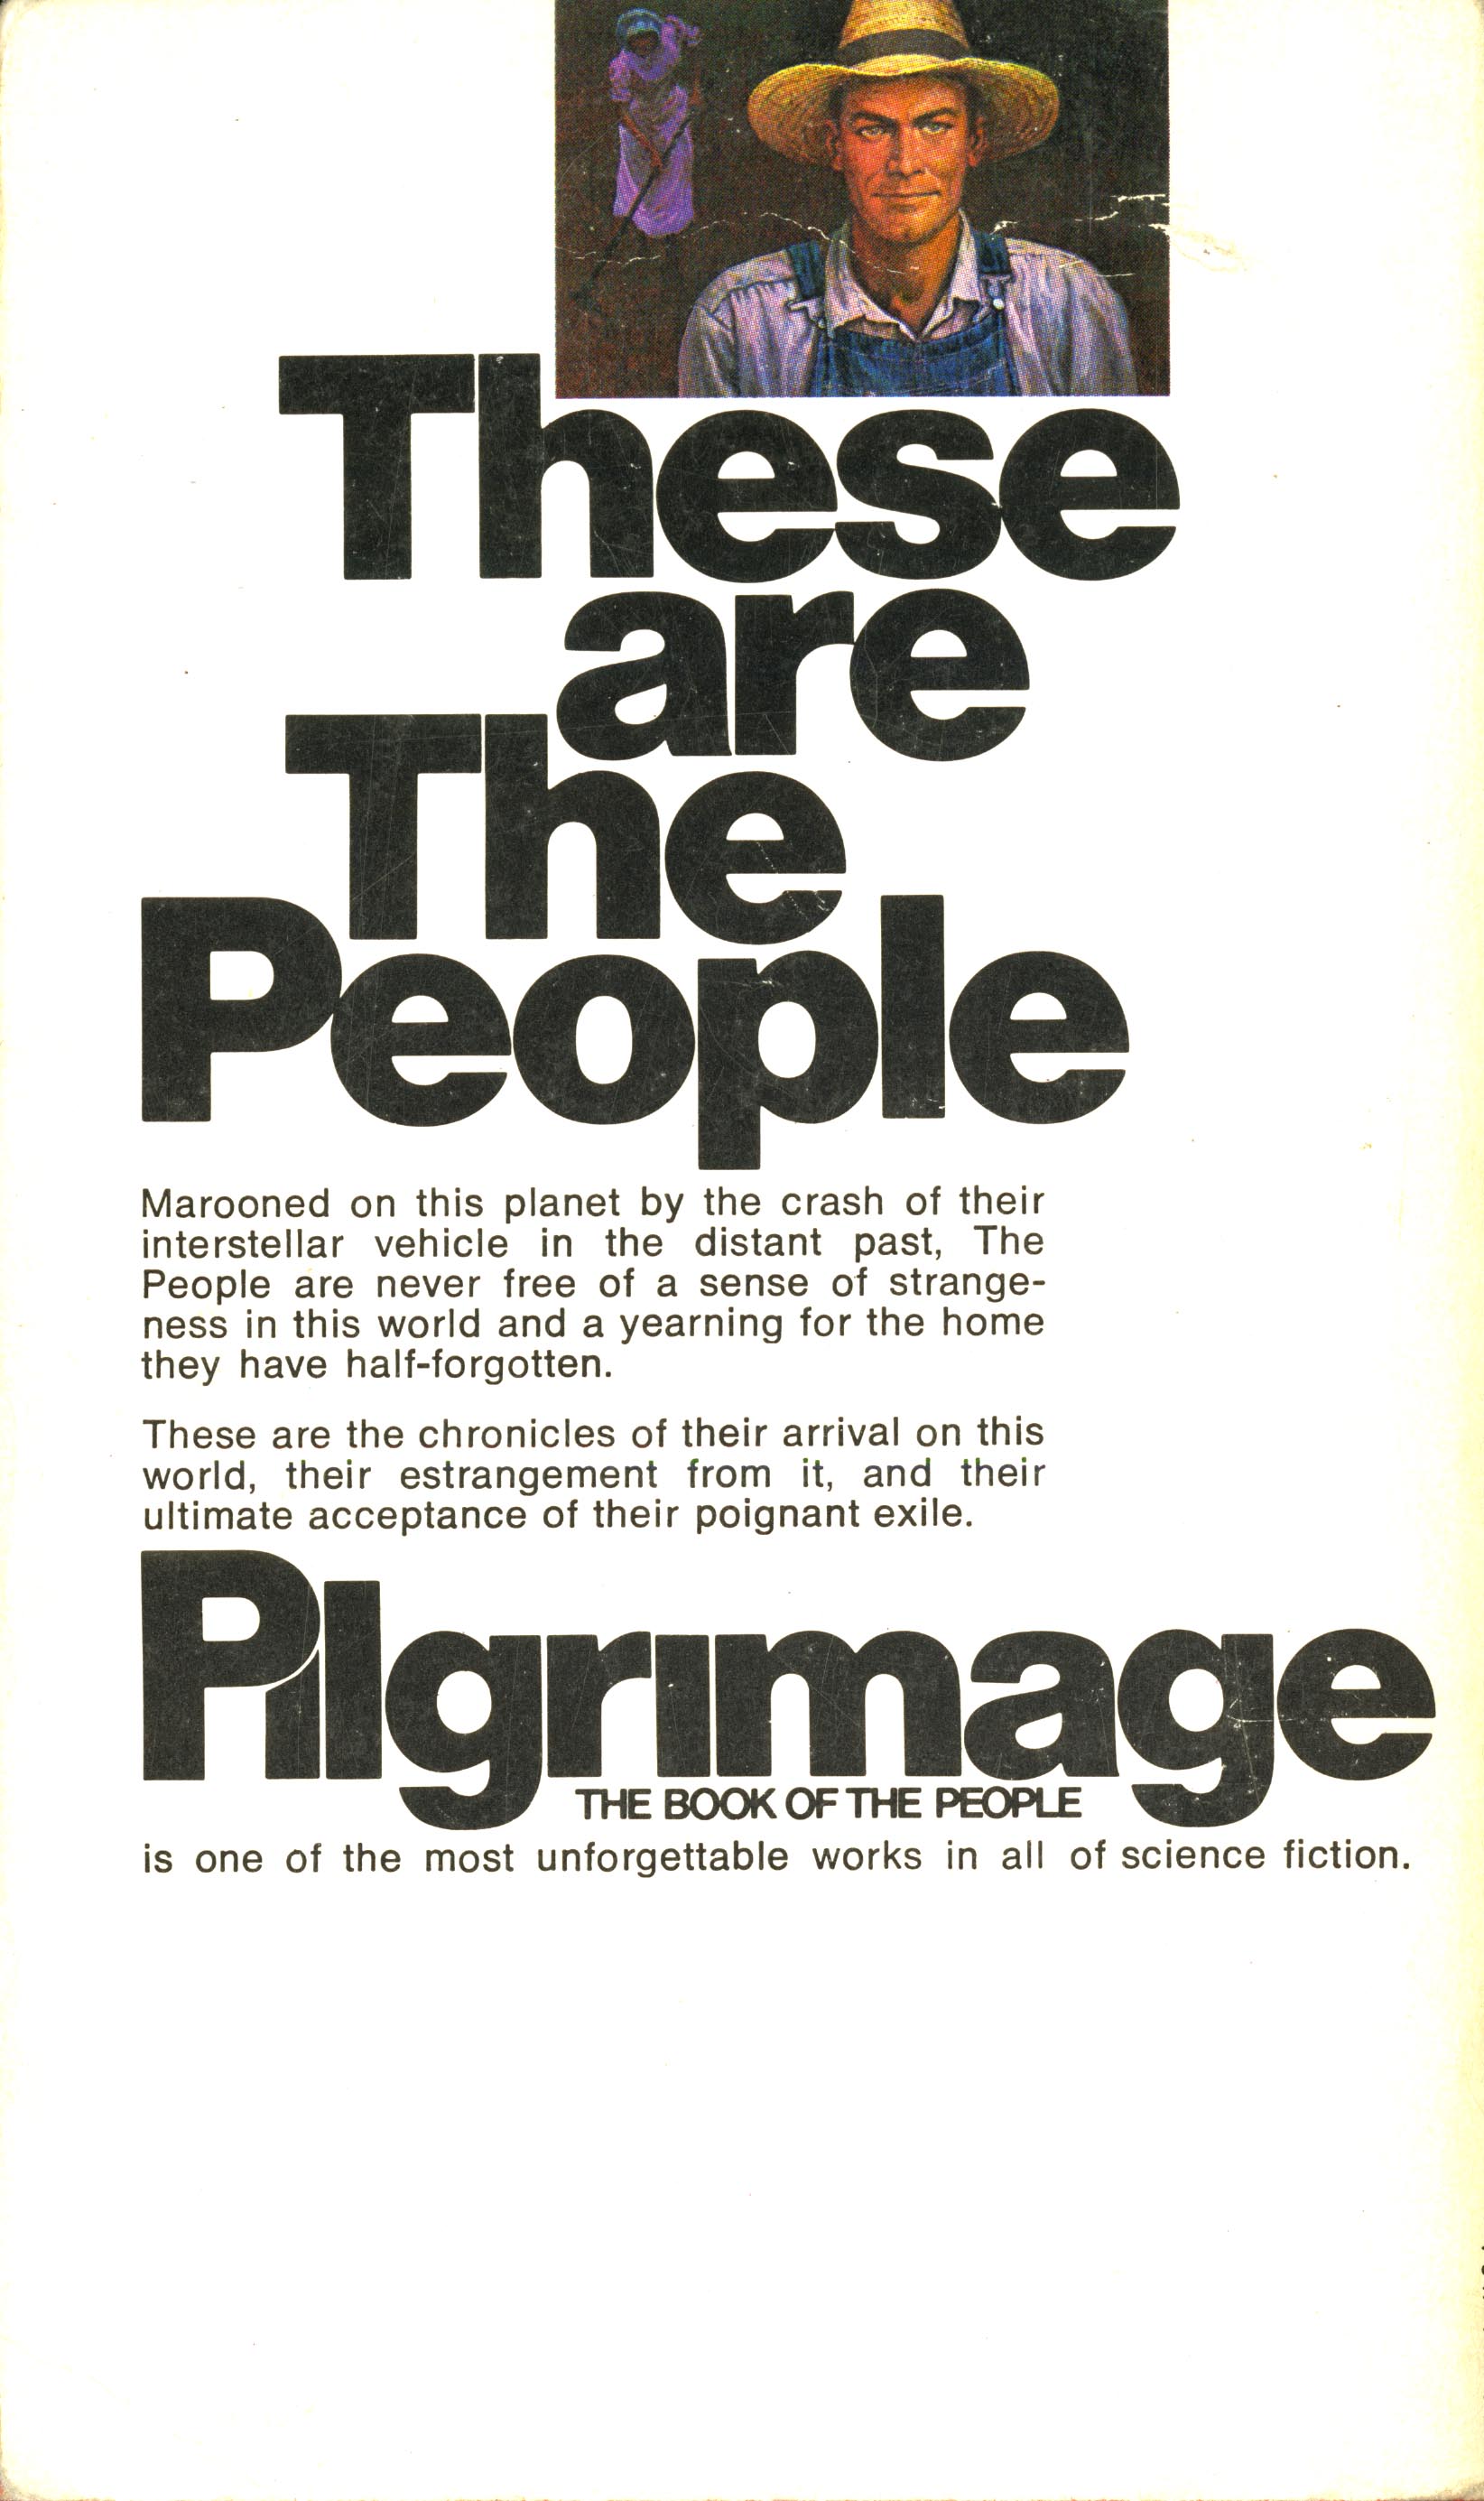 These
are
The
People
Marooned on this planet by the crash of their
interstellar vehicle in the distant past, The
People are never free of a sense of strange-
ness in this world and a yearning for the home
they have half-forgotten.
These are the chronicles of their arrival on this
world, their estrangement from it, and their
ultimate acceptance of their poignant exile.
Pilgrimage
THE BOOK OF THE PEOPLE
is one of the most unforgettable works in all of science fiction.